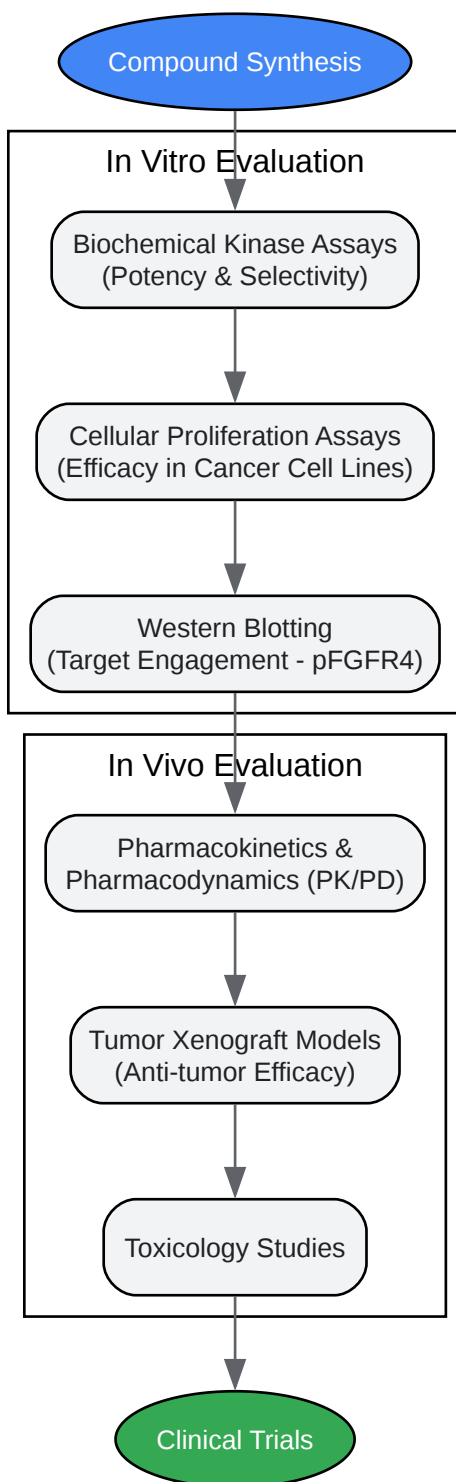 Compound Synthesis
In Vitro Evaluation
Biochemical Kinase Assays
(Potency & Selectivity)
Cellular Proliferation Assays
(Efficacy in Cancer Cell Lines)
Western Blotting
(Target Engagement - pFGFR4)
In Vivo Evaluation
Pharmacokinetics &
Pharmacodynamics (PK/PD)
Tumor Xenograft Models
(Anti-tumor Efficacy)
Toxicology Studies
Clinical Trials